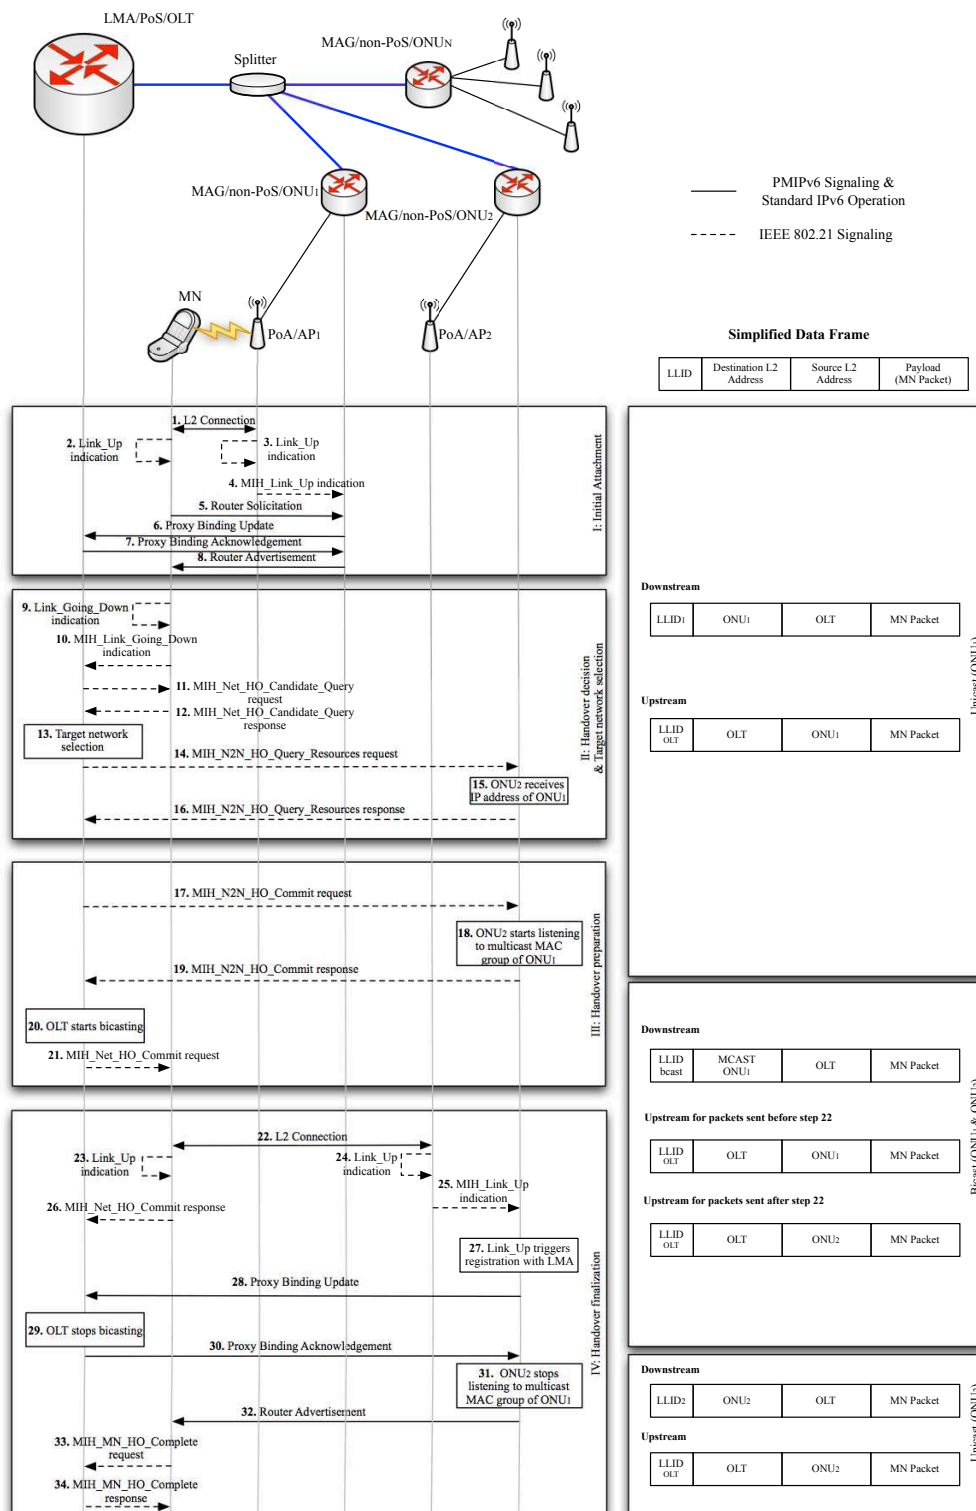 LMA/PoS/OLT
Splitter
MAG/non-PoS/ONUN
MAG/non-PoS/ONU1
MAG/non-PoS/ONU2
MN
PoA/AP1
PoA/AP2
PMIPv6 Signaling &
Standard IPv6 Operation
IEEE 802.21 Signaling
Simplified Data Frame
LLID
Destination L2
Address
Source L2
Address
Payload
(MN Packet)
1. L2 Connection
2. Link_Up
indication
3. Link_Up
indication
4. MIH_Link_Up indication
5. Router Solicitation
6. Proxy Binding Update
7. Proxy Binding Acknowledgement
8. Router Advertisement
I: Initial Attachment
9. Link_Going_Down
indication
10. MIH_Link_Going_Down
indication
11. MIH_Net_HO_Candidate_Query
request
12. MIH_Net_HO_Candidate_Query
response
13. Target network
selection
14. MIH_N2N_HO_Query_Resources request
15. ONU2 receives
IP address of ONU1
16. MIH_N2N_HO_Query_Resources response
II: Handover decision
& Target network selection
17. MIH_N2N_HO_Commit request
18. ONU2 starts listening
to multicast MAC
group of ONU1
19. MIH_N2N_HO_Commit response
20. OLT starts bicasting
21. MIH_Net_HO_Commit request
III: Handover preparation
22. L2 Connection
23. Link_Up
indication
24. Link_Up
indication
25. MIH_Link_Up
indication
26. MIH_Net_HO_Commit response
27. Link_Up triggers
registration with LMA
28. Proxy Binding Update
29. OLT stops bicasting
30. Proxy Binding Acknowledgement
31. ONU2 stops
listening to multicast
MAC group of ONU1
32. Router Advertisement
33. MIH_MN_HO_Complete
request
34. MIH_MN_HO_Complete
response
IV: Handover finalization
Downstream
LLID1
ONU1
OLT
MN Packet
Upstream
LLID
OLT
OLT
ONU1
MN Packet
Unicast (ONU1)
Downstream
LLID
bcast
MCAST
ONU1
OLT
MN Packet
Upstream for packets sent before step 22
LLID
OLT
OLT
ONU1
MN Packet
Upstream for packets sent after step 22
LLID
OLT
OLT
ONU2
MN Packet
Bicast (ONU1 & ONU2)
Downstream
LLID2
ONU2
OLT
MN Packet
Upstream
LLID
OLT
OLT
ONU2
MN Packet
Unicast (ONU2)